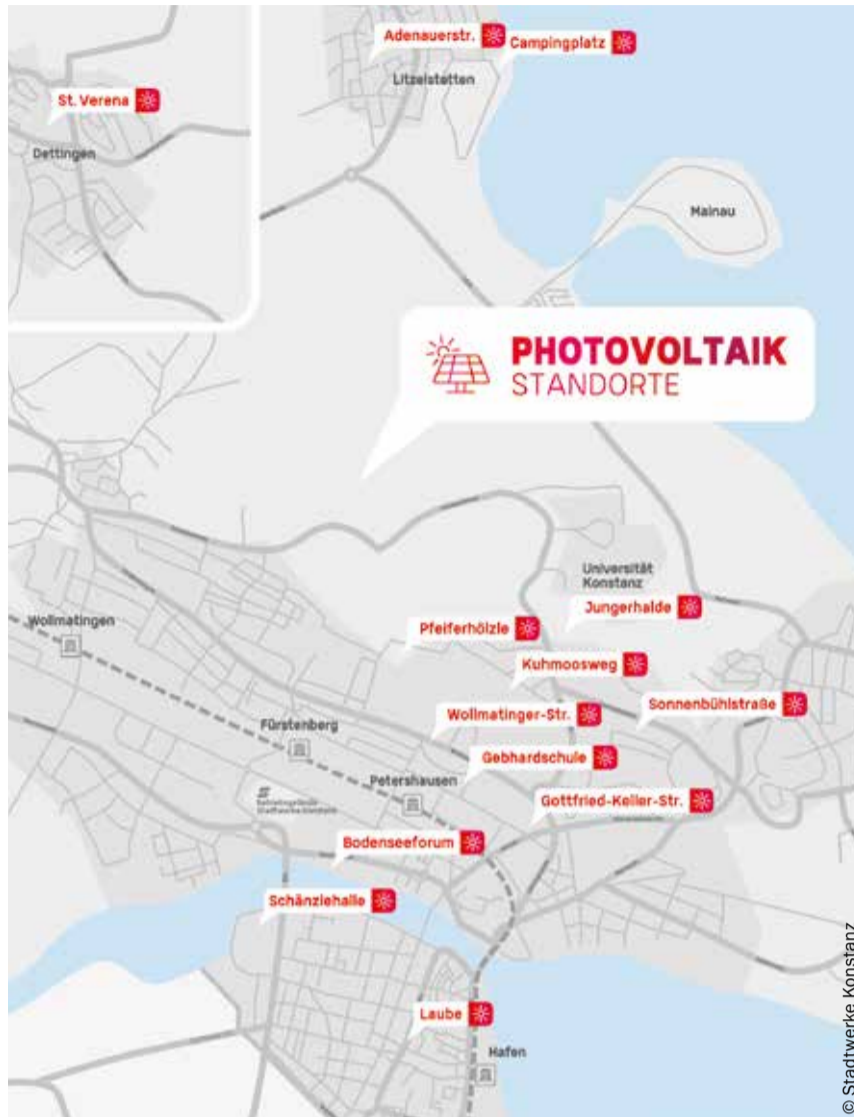 Adenauerstr.
Campingplatz
Litzelstetten
St. Verena
Dettingen
Mainau
PHOTOVOLTAIK
STANDORTE
Universität
Konstanz
Jungerhalde
Wollmatingen
Pfeiferhölzle
Kuhmoosweg
Sonnenbühlstraße
Wollmatinger-Str.
Fürstenberg
Gebhardschule
Petershausen
Gottfried-Keller-Str.
Bodenseeforum
Schänzlehalle
Laube
Hafen
© Stadtwerke Konstanz